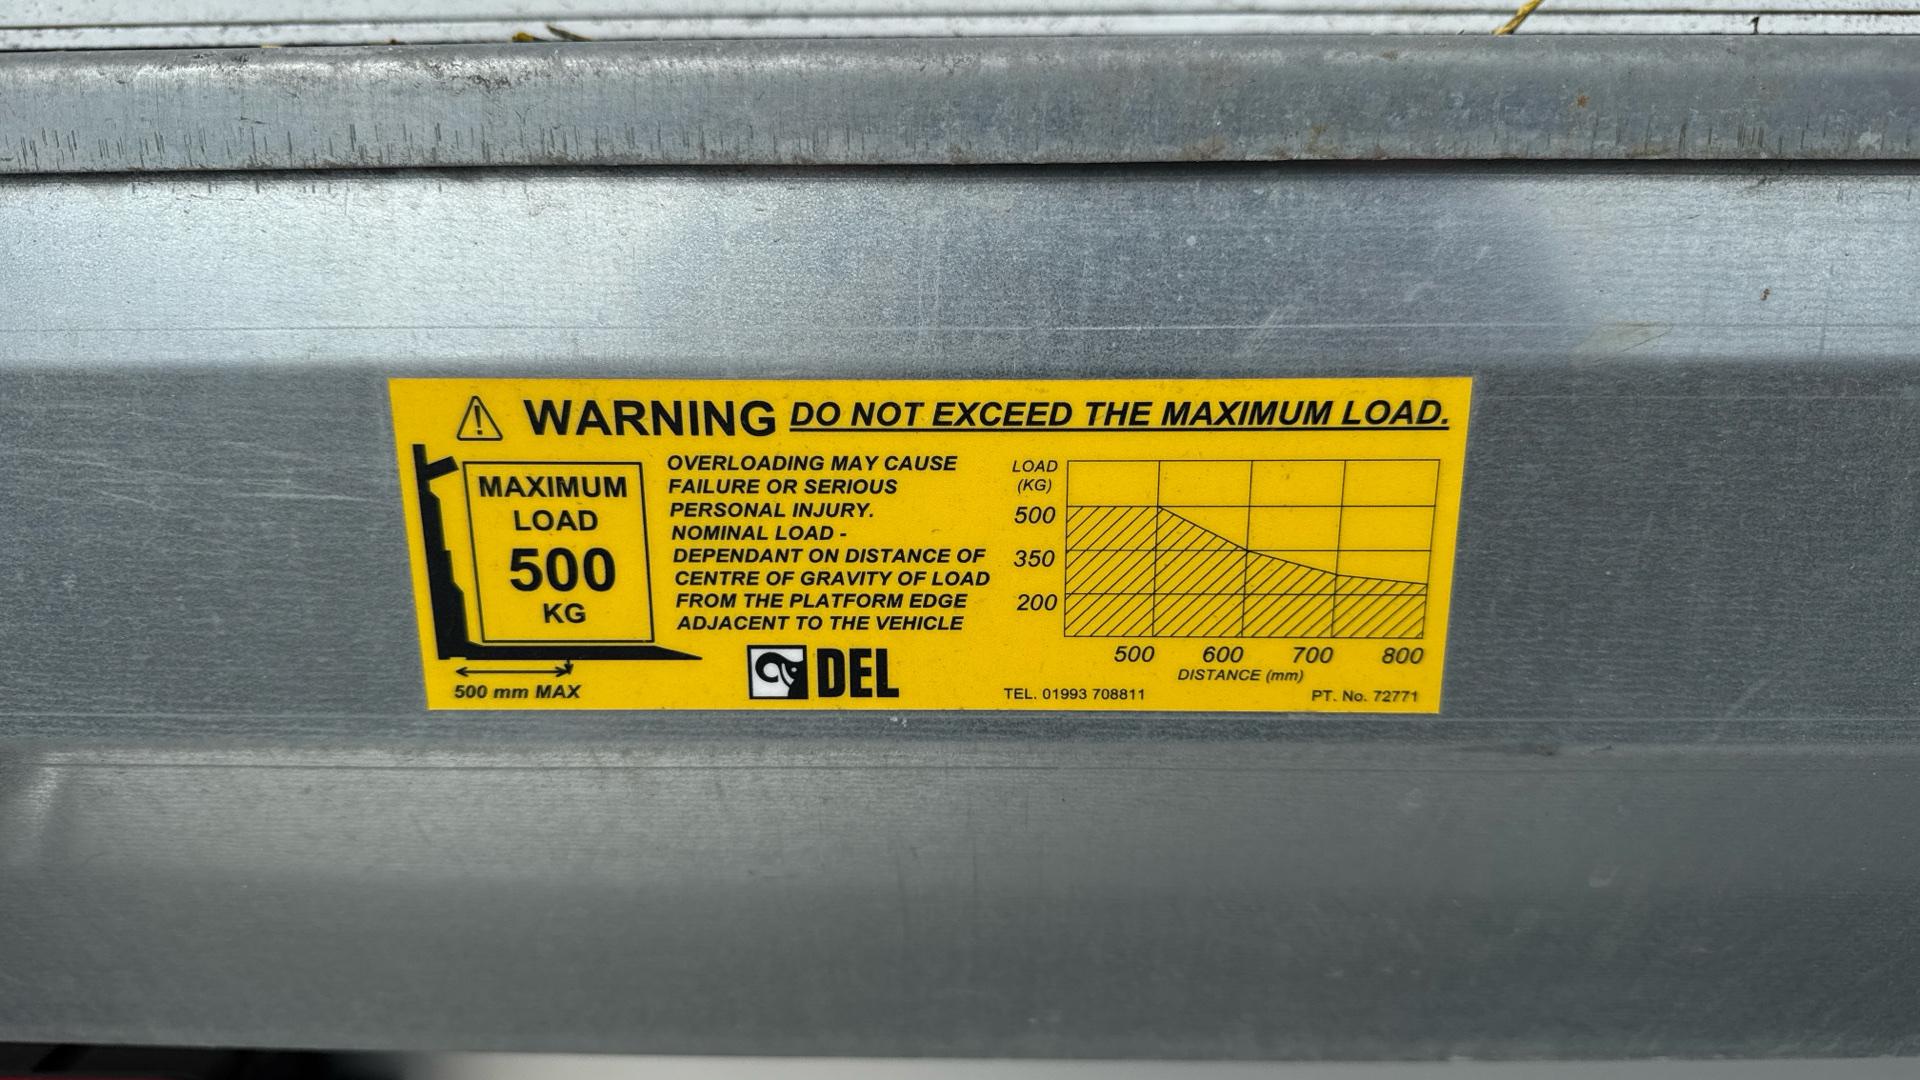 WARNING DO NOT EXCEED THE MAXIMUM LOAD.
MAXIMUM
LOAD
500
KG
500 mm MAX
OVERLOADING MAY CAUSE
FAILURE OR SERIOUS
PERSONAL INJURY.
NOMINAL LOAD -
DEPENDANT ON DISTANCE OF
CENTRE OF GRAVITY OF LOAD
FROM THE PLATFORM EDGE
ADJACENT TO THE VEHICLE
DEL
LOAD
(KG)
500
350
200
500 600 700 800
DISTANCE (mm)
TEL. 01993 708811
PT. No. 72771